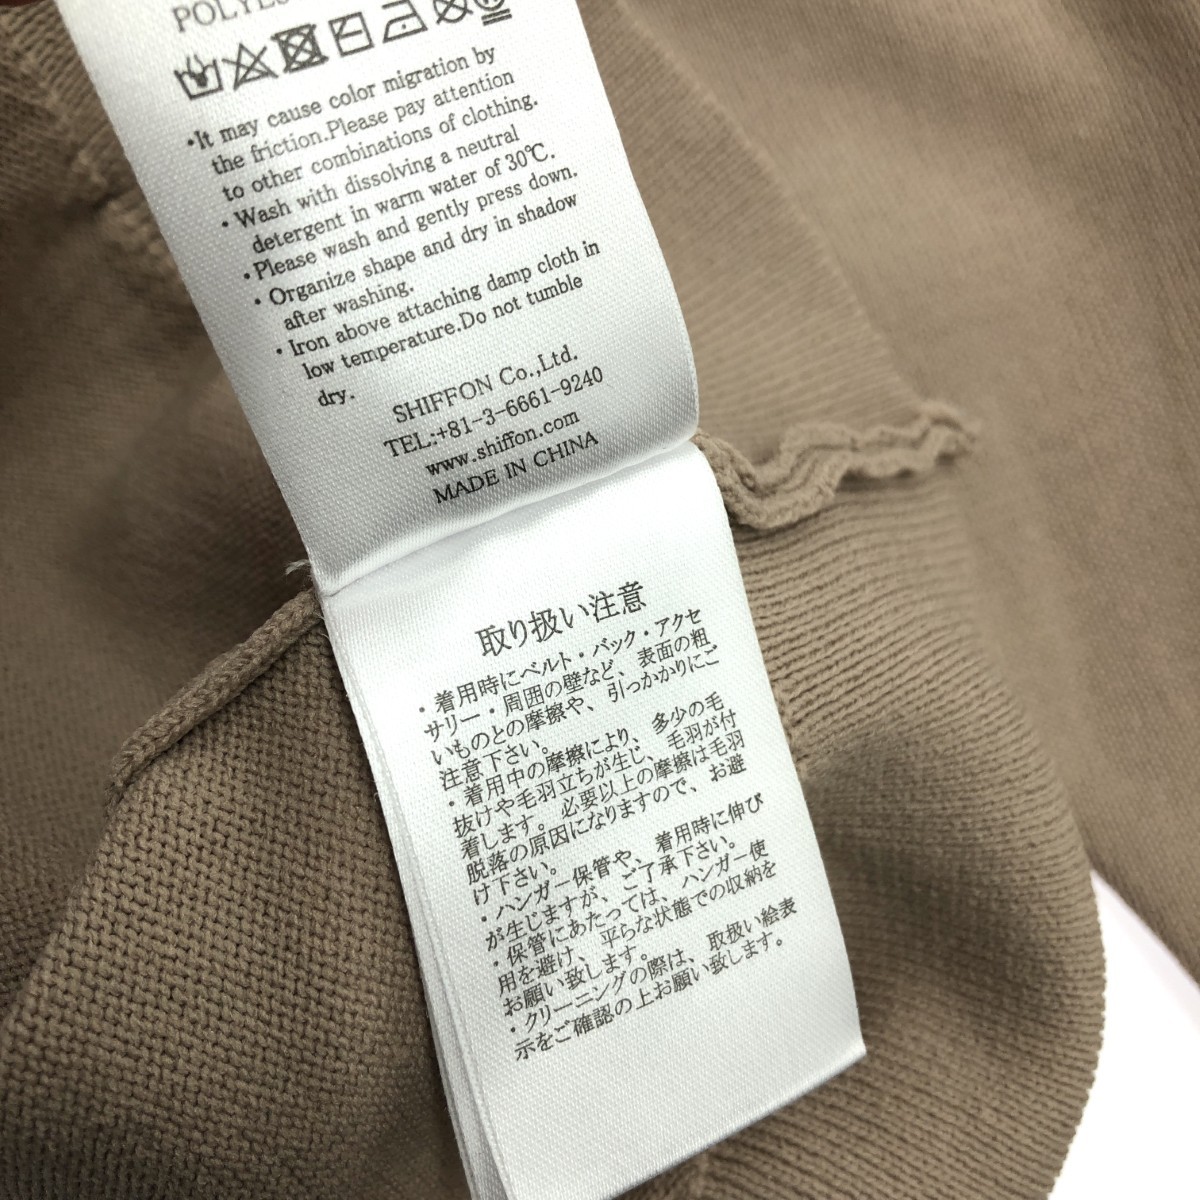 ・It may cause color migration by
the friction.Please pay attention
to other combinations of clothing.
・Wash with dissolving a neutral
detergent in warm water of 30℃.
・Please wash and gently press down.
・Organize shape and dry in shadow
after washing.
・Iron above attaching damp cloth in
low temperature.Do not tumble
dry.
SHIFFON Co.,Ltd.
TEL:+81-3-6661-9240
www.shiffon.com
MADE IN CHINA
取り扱い注意
・着用時にベルト・バック・アクセ
サリー・周囲の壁など、表面の粗
いものとの摩擦や、引っかかりにご
注意下さい。
・着用中の摩擦により、多少の毛
抜けや毛羽立ちが生じ、毛羽が付
着します。必要以上の摩擦は毛羽
脱落の原因になりますので、お避
け下さい。
・ハンガー保管や、着用時に伸び
が生じますが、ご了承下さい。
・保管にあたっては、ハンガー使
用を避け、平らな状態での収納を
お願い致します。
・クリーニングの際は、取扱い絵表
示をご確認の上お願い致します。